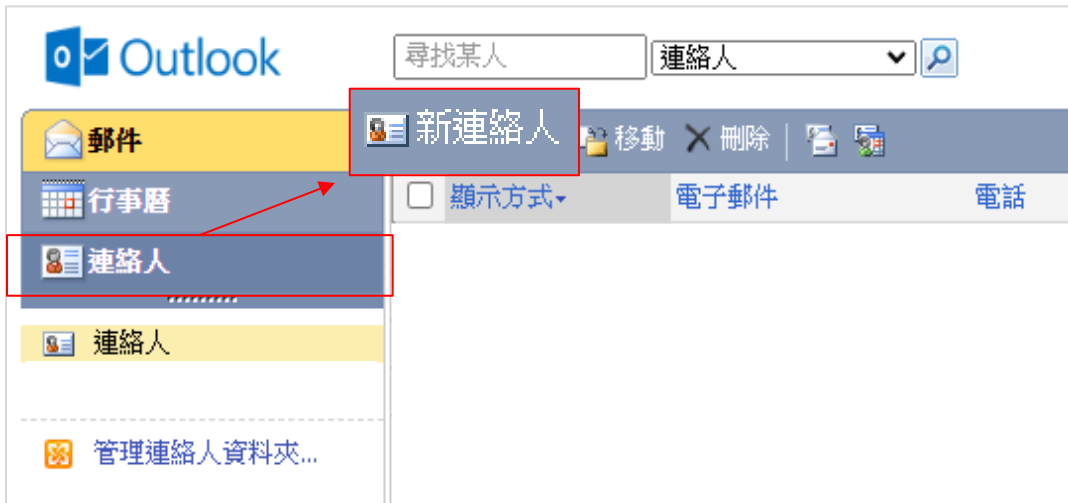 Outlook
尋找某人
連絡人
郵件
新連絡人
移動
刪除
行事曆
顯示方式
電子郵件
電話
連絡人
連絡人
管理連絡人資料夾...